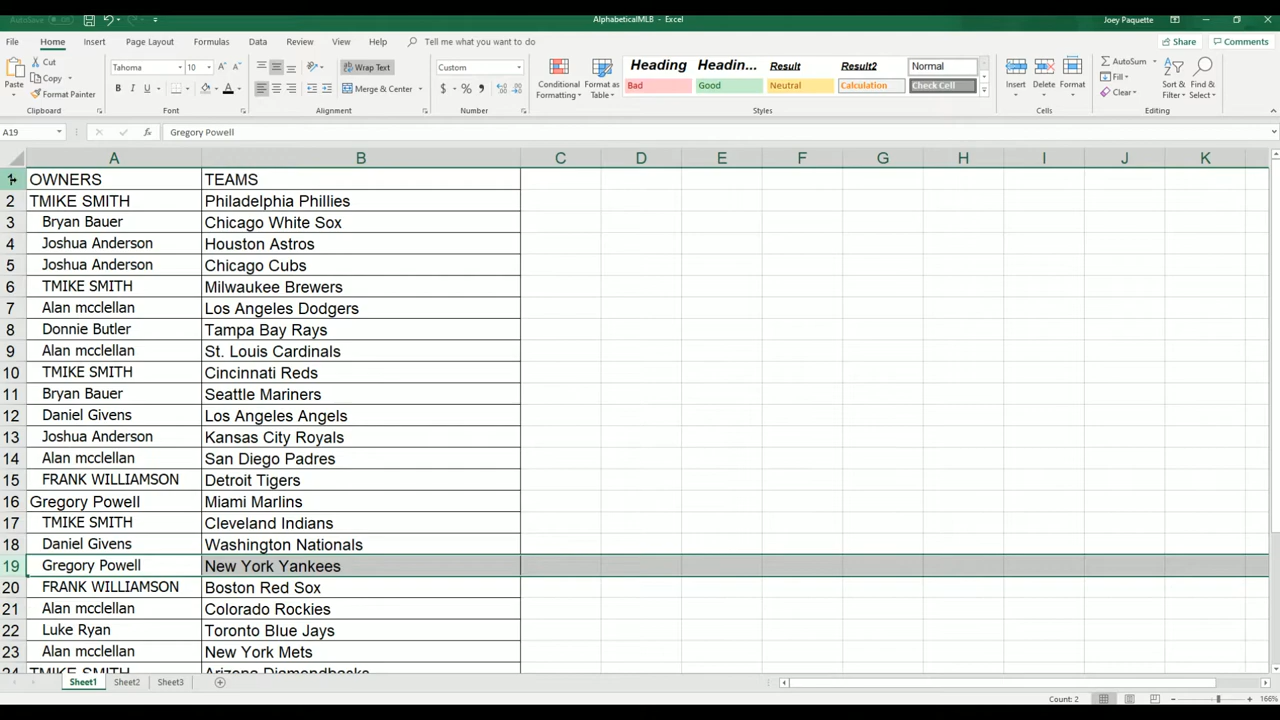 AutoSave Off
AlphabeticalMLB - Excel
Joey Paquette
File Home Insert Page Layout Formulas Data Review View Help Tell me what you want to do Share Comments
Paste Cut Copy Format Painter
Tahoma 10 Wrap Text Merge & Center Custom
Conditional Formatting Format as Table
Heading Headin... Result Result2 Normal
Bad Good Neutral Calculation Check Cell
Insert Delete Format
AutoSum Fill Clear
Sort & Filter Find & Select
Clipboard Font Alignment Number Styles Cells Editing
A19 fx Gregory Powell
A B C D E F G H I J K
1 OWNERS TEAMS
2 TMIKE SMITH Philadelphia Phillies
3 Bryan Bauer Chicago White Sox
4 Joshua Anderson Houston Astros
5 Joshua Anderson Chicago Cubs
6 TMIKE SMITH Milwaukee Brewers
7 Alan mcclellan Los Angeles Dodgers
8 Donnie Butler Tampa Bay Rays
9 Alan mcclellan St. Louis Cardinals
10 TMIKE SMITH Cincinnati Reds
11 Bryan Bauer Seattle Mariners
12 Daniel Givens Los Angeles Angels
13 Joshua Anderson Kansas City Royals
14 Alan mcclellan San Diego Padres
15 FRANK WILLIAMSON Detroit Tigers
16 Gregory Powell Miami Marlins
17 TMIKE SMITH Cleveland Indians
18 Daniel Givens Washington Nationals
19 Gregory Powell New York Yankees
20 FRANK WILLIAMSON Boston Red Sox
21 Alan mcclellan Colorado Rockies
22 Luke Ryan Toronto Blue Jays
23 Alan mcclellan New York Mets
24 TMIKE SMITH Arizona Diamondbacks
Sheet1 Sheet2 Sheet3
Count: 2 166%